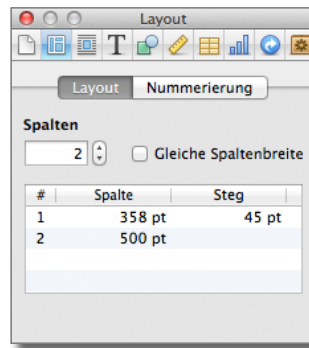 Layout
T
Layout Nummerierung
Spalten
2 Gleiche Spaltenbreite
# Spalte Steg
1 358 pt 45 pt
2 500 pt